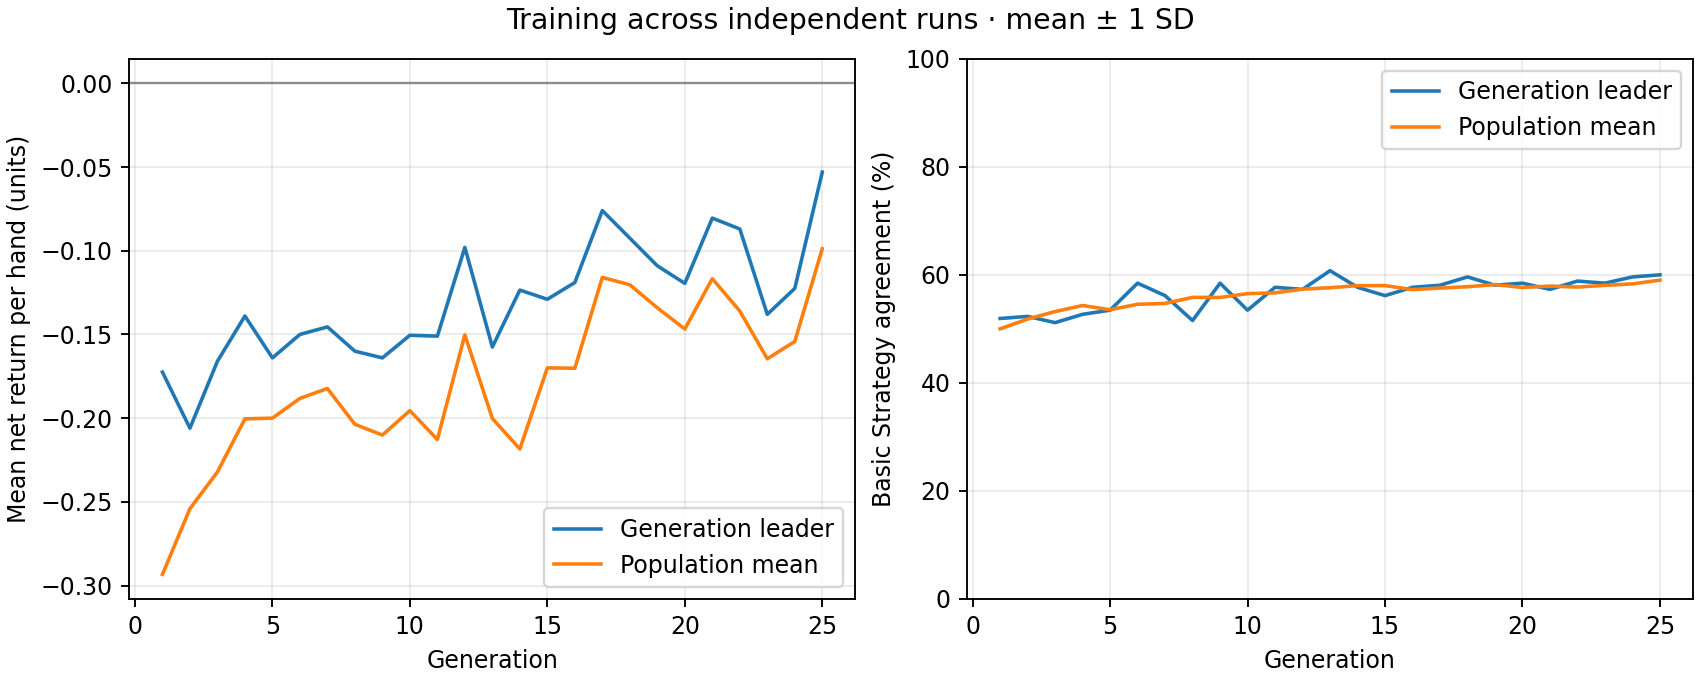 Training across independent runs · mean ± 1 SD
Mean net return per hand (units)
0.00
−0.05
−0.10
−0.15
−0.20
−0.25
−0.30
0
5
10
15
20
25
Generation
Generation leader
Population mean
Basic Strategy agreement (%)
100
80
60
40
20
0
0
5
10
15
20
25
Generation
Generation leader
Population mean